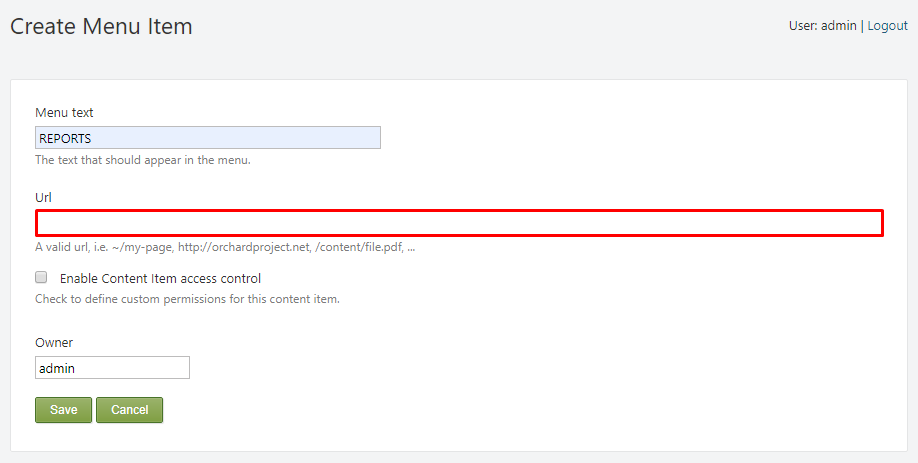 Create Menu Item
User: admin | Logout
Menu text
REPORTS
The text that should appear in the menu.
Url
A valid url, i.e. ~/my-page, http://orchardproject.net, /content/file.pdf, ...
Enable Content Item access control
Check to define custom permissions for this content item.
Owner
admin
Save Cancel